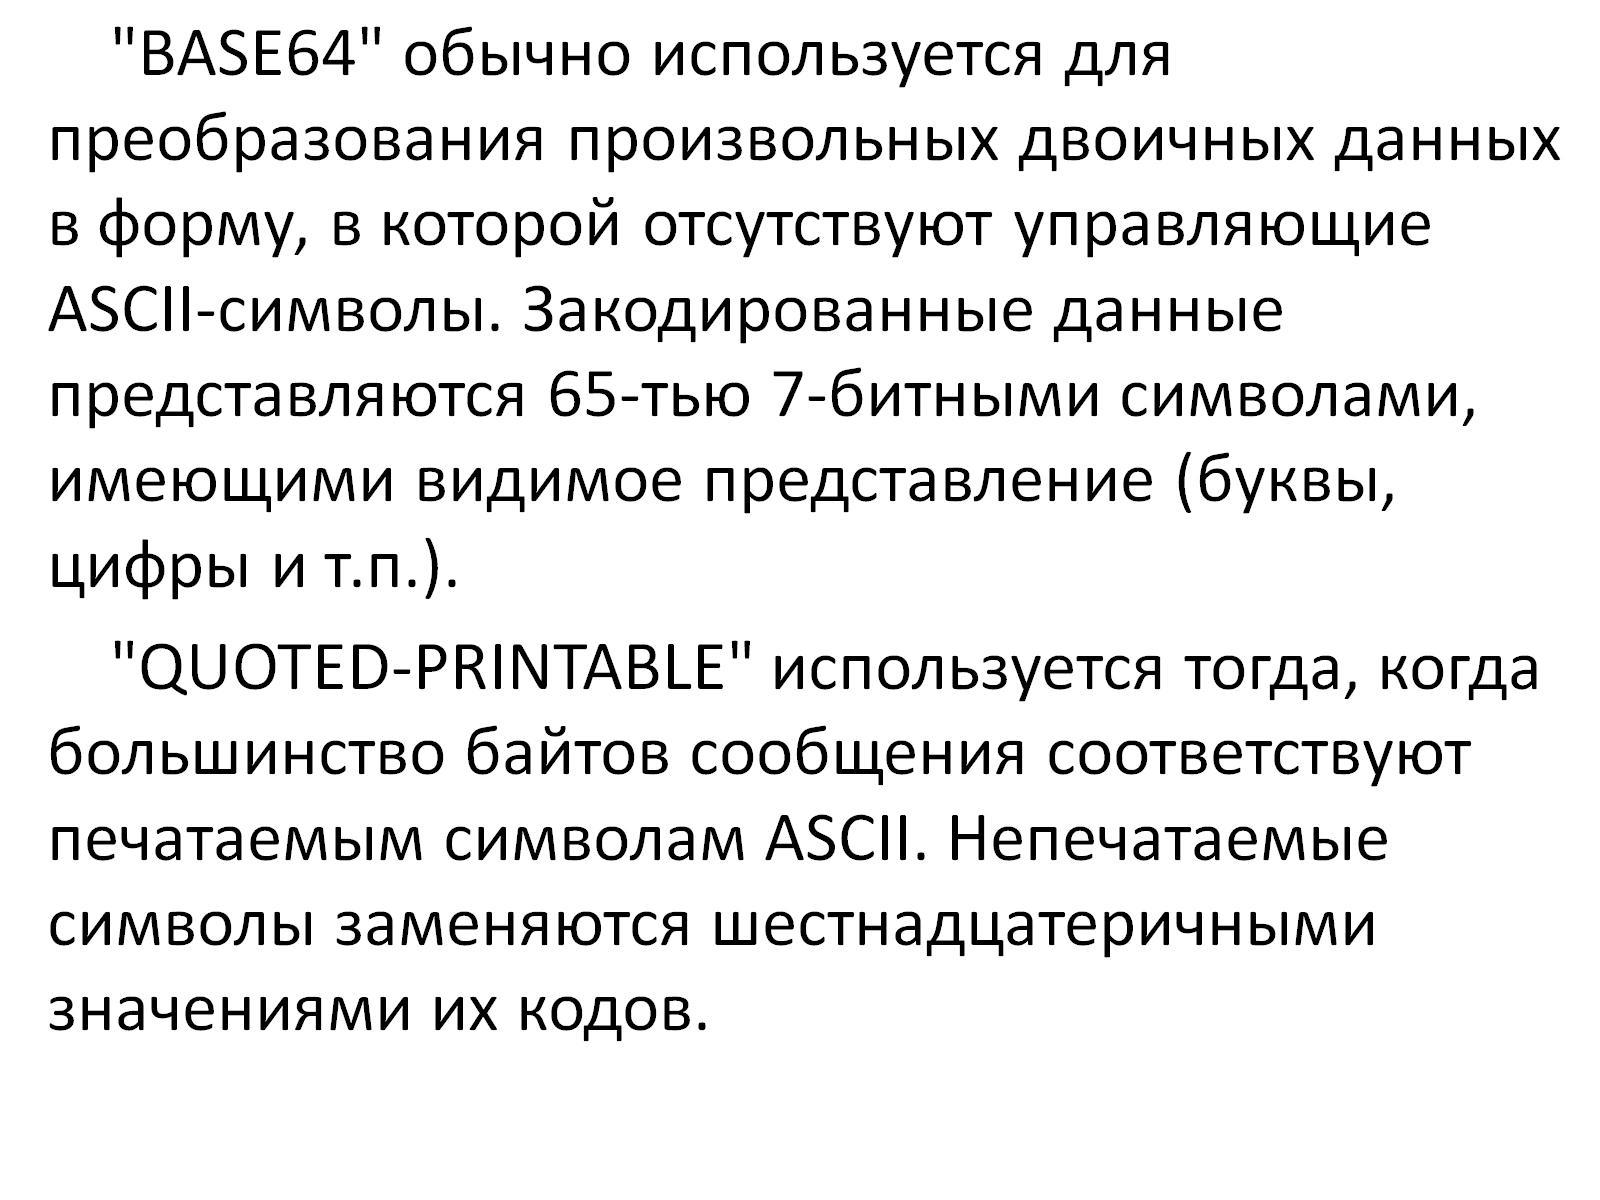 "BASE64" обычно используется для
преобразования произвольных двоичных данных
в форму, в которой отсутствуют управляющие
ASCII-символы. Закодированные данные
представляются 65-тью 7-битными символами,
имеющими видимое представление (буквы,
цифры и т.п.).
"QUOTED-PRINTABLE" используется тогда, когда
большинство байтов сообщения соответствуют
печатаемым символам ASCII. Непечатаемые
символы заменяются шестнадцатеричными
значениями их кодов.